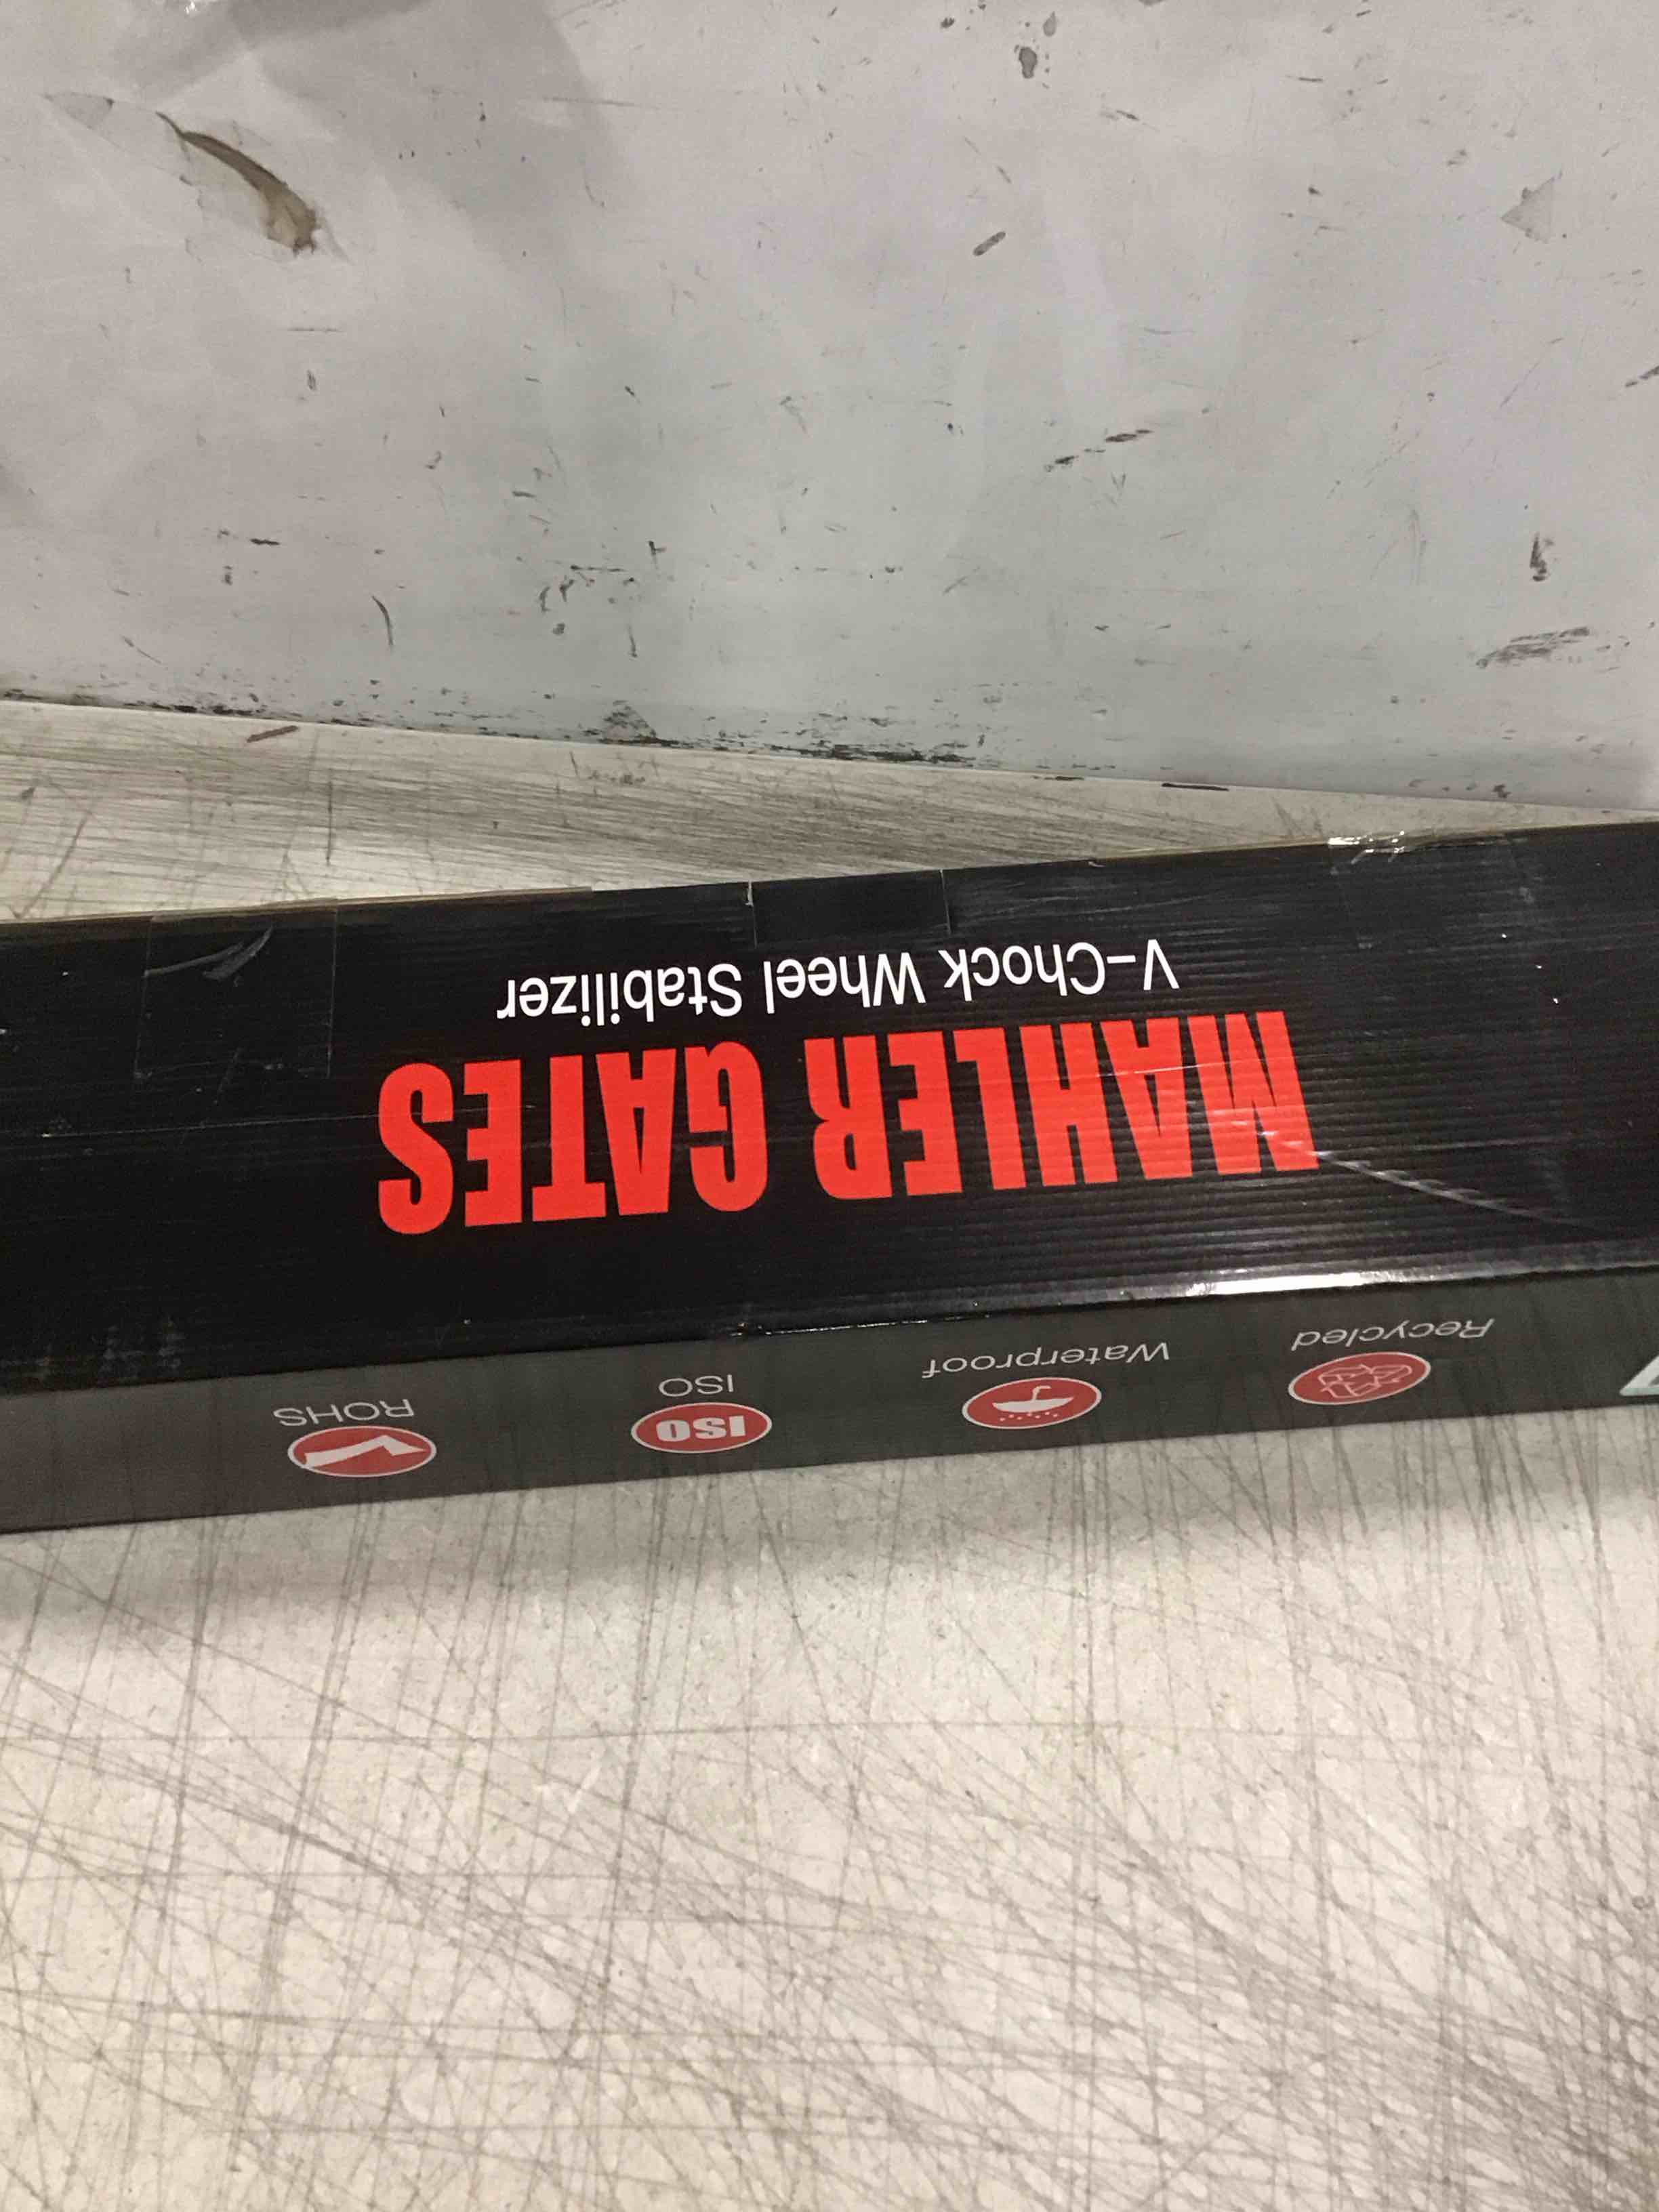 Recycled
Waterproof
ISO
ISO
ROHS
MAHLER GATES
V-Chock Wheel Stabilizer